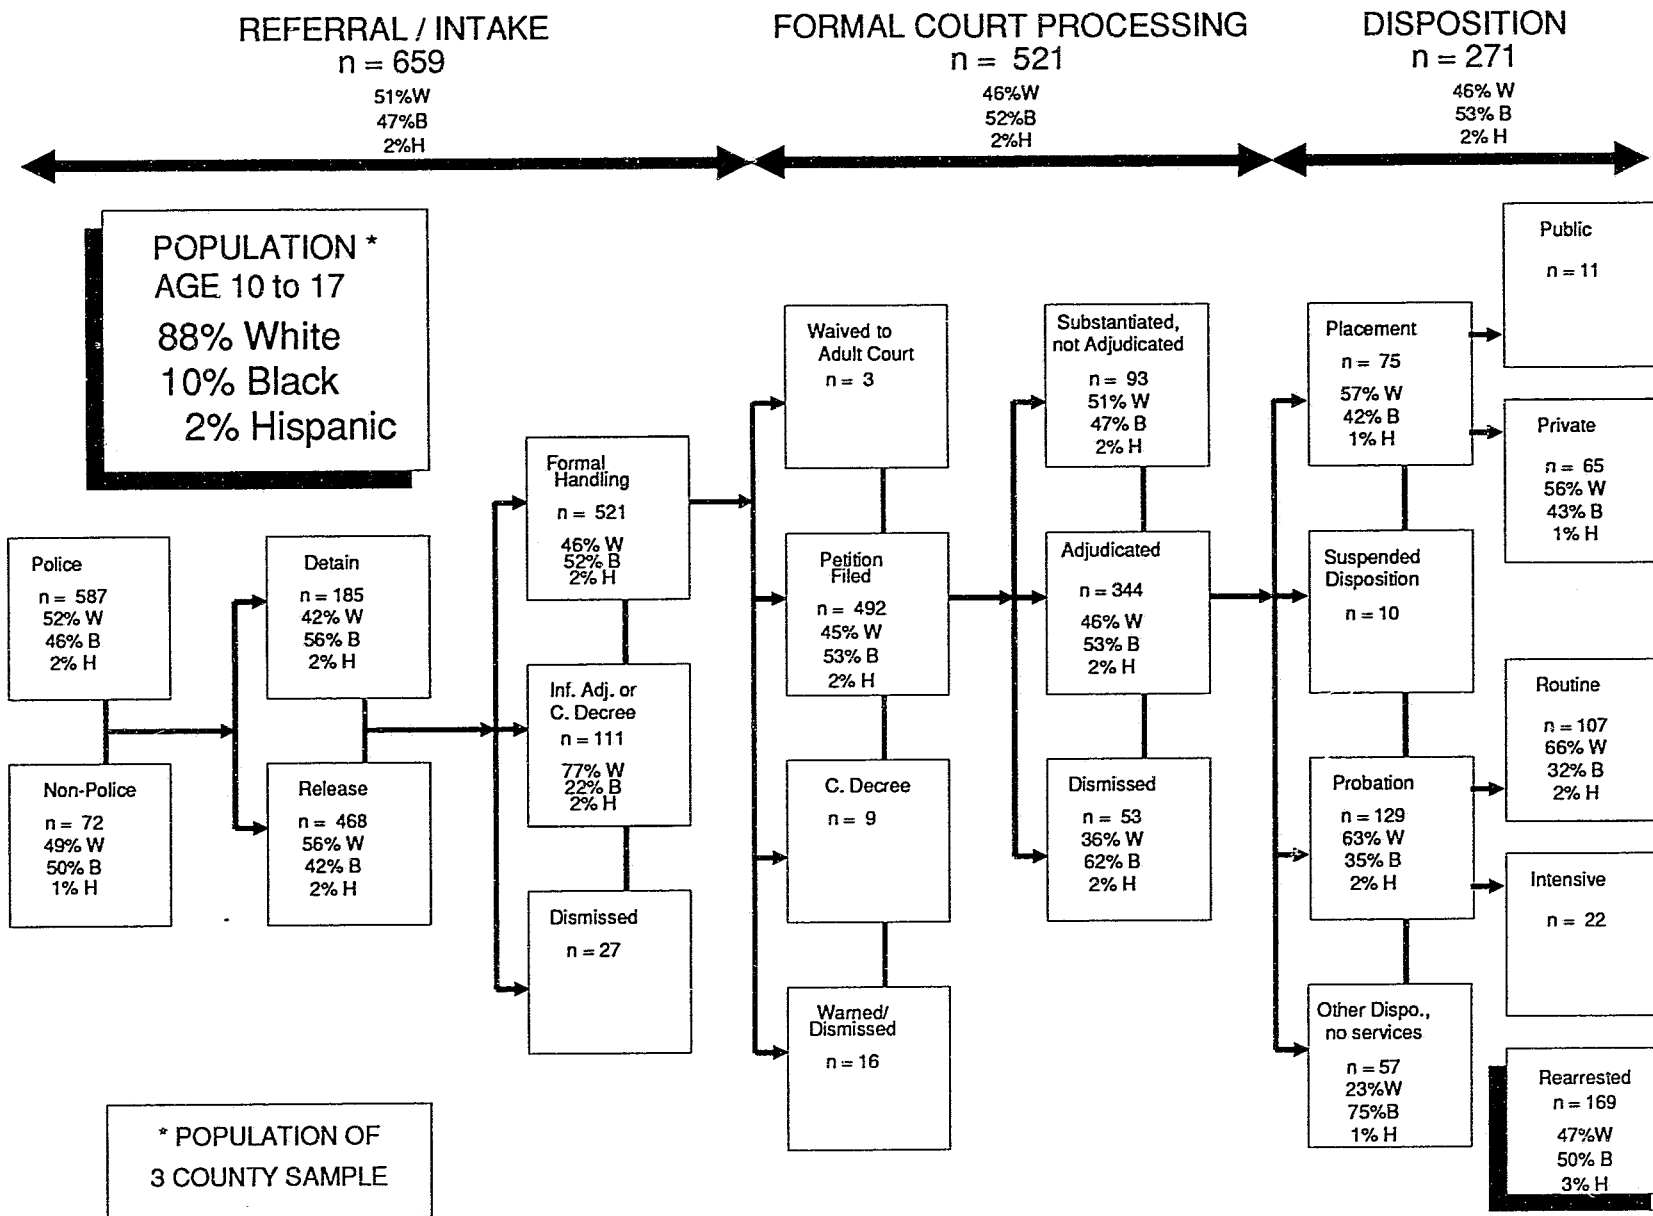 REFERRAL / INTAKE
n = 659
51%W
47%B
2%H
FORMAL COURT PROCESSING
n = 521
46%W
52%B
2%H
DISPOSITION
n = 271
46% W
53% B
2% H
POPULATION *
AGE 10 to 17
88% White
10% Black
2% Hispanic
Police
n = 587
52% W
46% B
2% H
Non-Police
n = 72
49% W
50% B
1% H
Detain
n = 185
42% W
56% B
2% H
Release
n = 468
56% W
42% B
2% H
Formal
Handling
n = 521
46% W
52% B
2% H
Inf. Adj. or
C. Decree
n = 111
77% W
22% B
2% H
Dismissed
n = 27
Waived to
Adult Court
n = 3
Petition
Filed
n = 492
45% W
53% B
2% H
C. Decree
n = 9
Warned/
Dismissed
n = 16
Substantiated,
not Adjudicated
n = 93
51% W
47% B
2% H
Adjudicated
n = 344
46% W
53% B
2% H
Dismissed
n = 53
36% W
62% B
2% H
Placement
n = 75
57% W
42% B
1% H
Suspended
Disposition
n = 10
Probation
n = 129
63% W
35% B
2% H
Other Dispo.,
no services
n = 57
23%W
75%B
1% H
Public
n = 11
Private
n = 65
56% W
43% B
1% H
Routine
n = 107
66% W
32% B
2% H
Intensive
n = 22
Rearrested
n = 169
47%W
50% B
3% H
* POPULATION OF
3 COUNTY SAMPLE